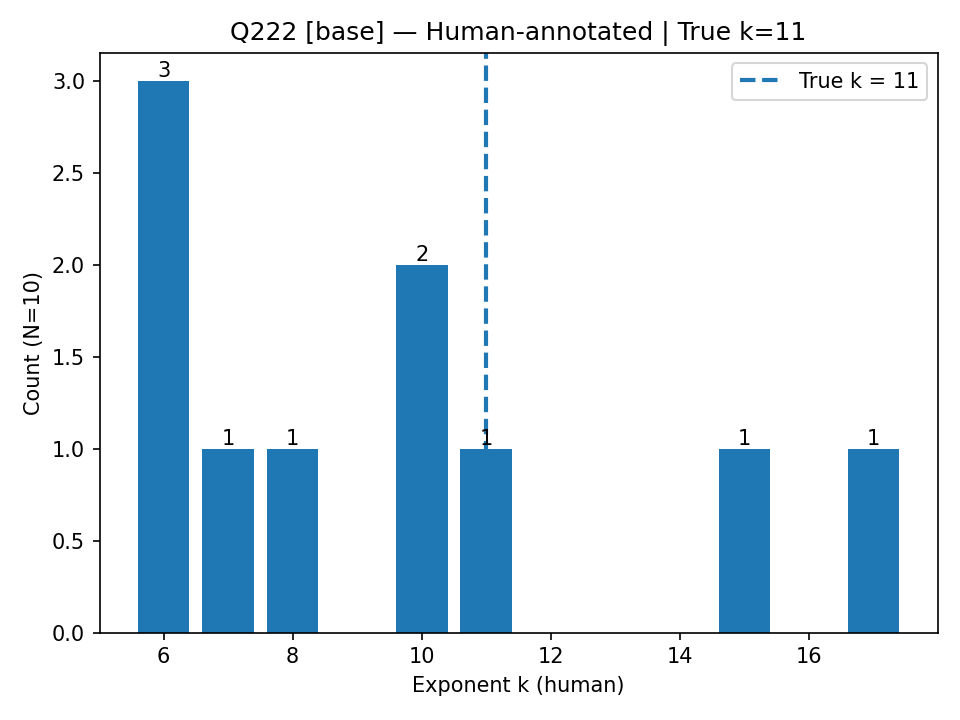 Q222 [base] — Human-annotated | True k=11
True k = 11
3
1
1
2
1
1
1
3.0
2.5
2.0
1.5
1.0
0.5
0.0
Count (N=10)
6 8 10 12 14 16
Exponent k (human)